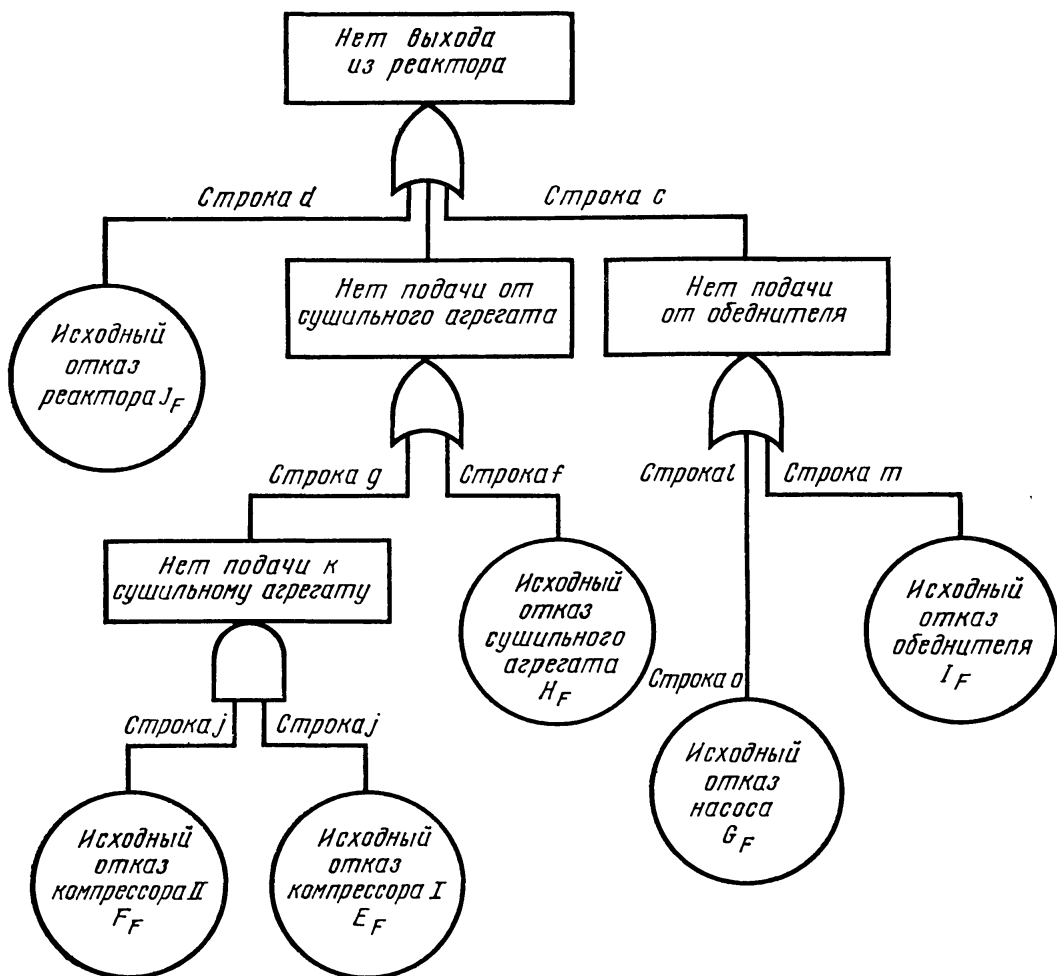 Нет выхода
из реактора
Строка d
Строка c
Нет подачи от
сушильного агрегата
Нет подачи
от обеднителя
Исходный
отказ
реактора J_F
Строка g
Строка f
Строка l
Строка m
Нет подачи к
сушильному агрегату
Исходный
отказ
сушильного
агрегата
H_F
Исходный
отказ
обеднителя
I_F
Строка o
Строка j
Строка j
Исходный
отказ
насоса
G_F
Исходный
отказ
компрессора II
F_F
Исходный
отказ
компрессора I
E_F